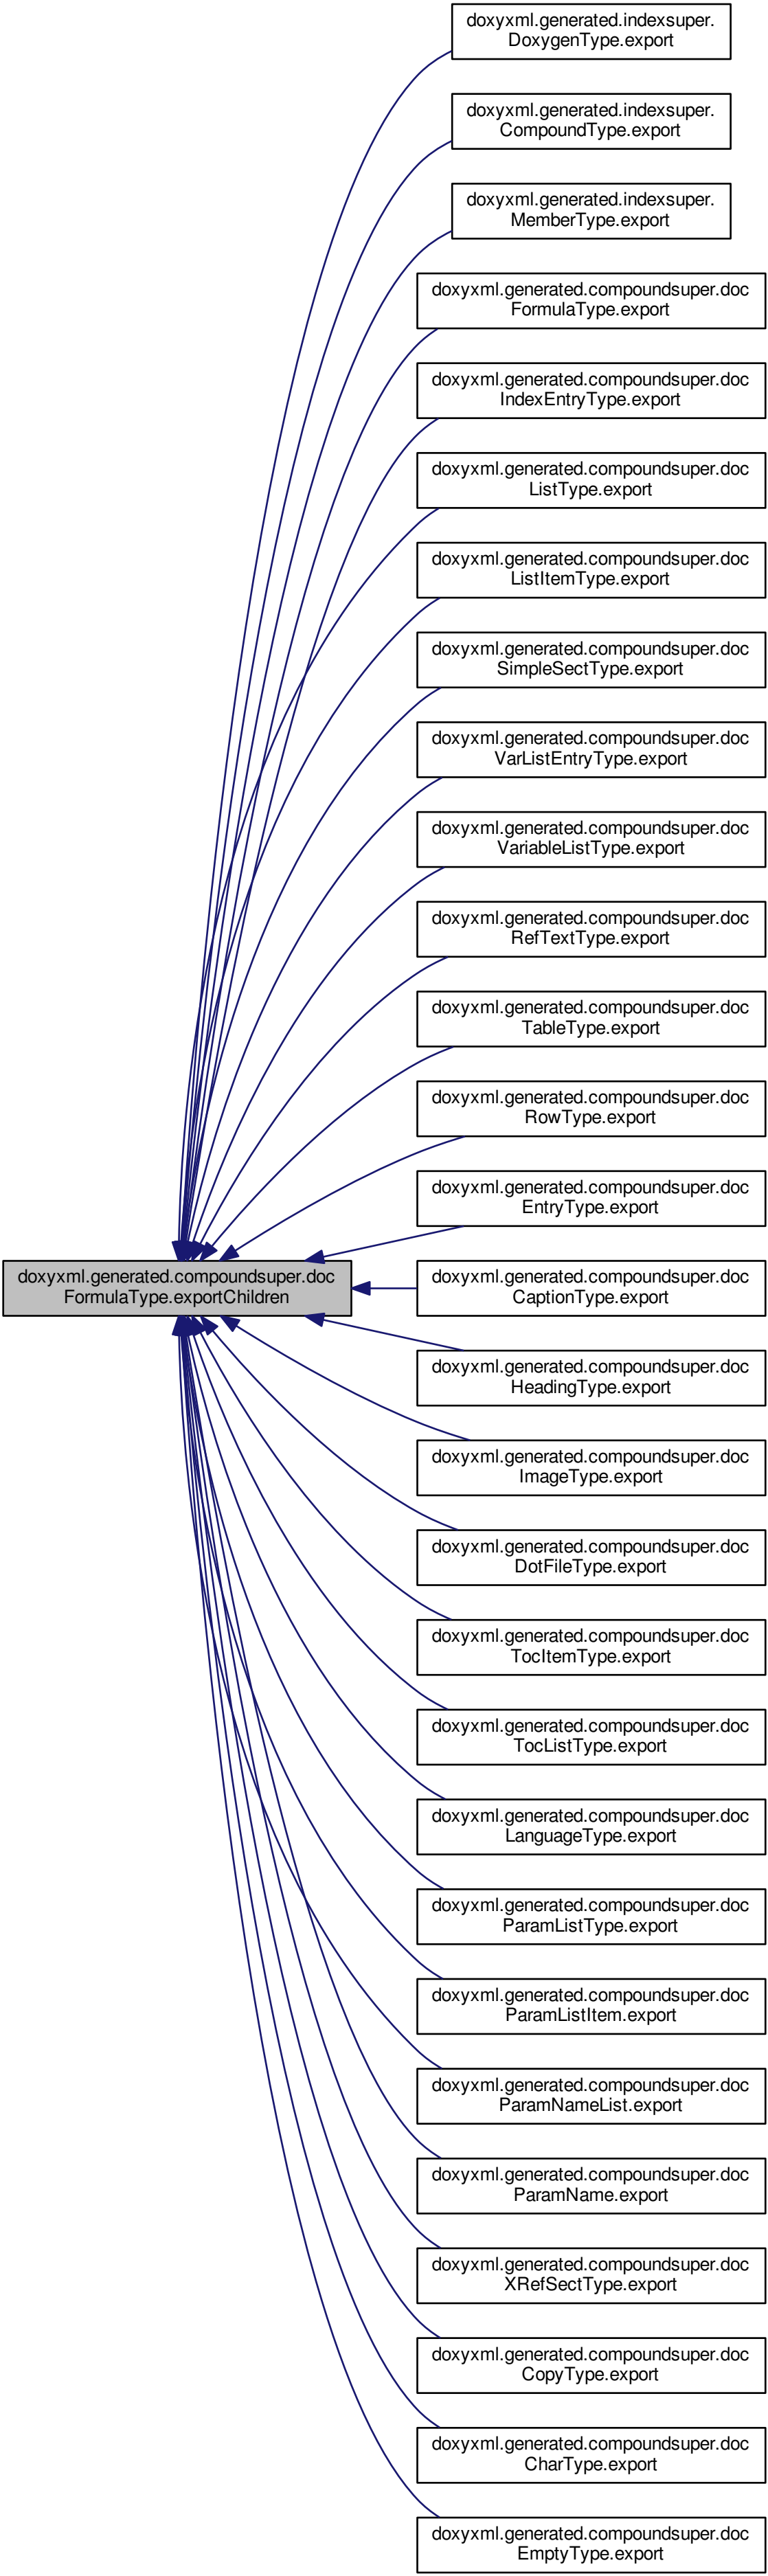 doxyxml.generated.indexsuper.
DoxygenType.export
doxyxml.generated.indexsuper.
CompoundType.export
doxyxml.generated.indexsuper.
MemberType.export
doxyxml.generated.compoundsuper.doc
FormulaType.export
doxyxml.generated.compoundsuper.doc
IndexEntryType.export
doxyxml.generated.compoundsuper.doc
ListType.export
doxyxml.generated.compoundsuper.doc
ListItemType.export
doxyxml.generated.compoundsuper.doc
SimpleSectType.export
doxyxml.generated.compoundsuper.doc
VarListEntryType.export
doxyxml.generated.compoundsuper.doc
VariableListType.export
doxyxml.generated.compoundsuper.doc
RefTextType.export
doxyxml.generated.compoundsuper.doc
TableType.export
doxyxml.generated.compoundsuper.doc
RowType.export
doxyxml.generated.compoundsuper.doc
EntryType.export
doxyxml.generated.compoundsuper.doc
FormulaType.exportChildren
doxyxml.generated.compoundsuper.doc
CaptionType.export
doxyxml.generated.compoundsuper.doc
HeadingType.export
doxyxml.generated.compoundsuper.doc
ImageType.export
doxyxml.generated.compoundsuper.doc
DotFileType.export
doxyxml.generated.compoundsuper.doc
TocItemType.export
doxyxml.generated.compoundsuper.doc
TocListType.export
doxyxml.generated.compoundsuper.doc
LanguageType.export
doxyxml.generated.compoundsuper.doc
ParamListType.export
doxyxml.generated.compoundsuper.doc
ParamListItem.export
doxyxml.generated.compoundsuper.doc
ParamNameList.export
doxyxml.generated.compoundsuper.doc
ParamName.export
doxyxml.generated.compoundsuper.doc
XRefSectType.export
doxyxml.generated.compoundsuper.doc
CopyType.export
doxyxml.generated.compoundsuper.doc
CharType.export
doxyxml.generated.compoundsuper.doc
EmptyType.export